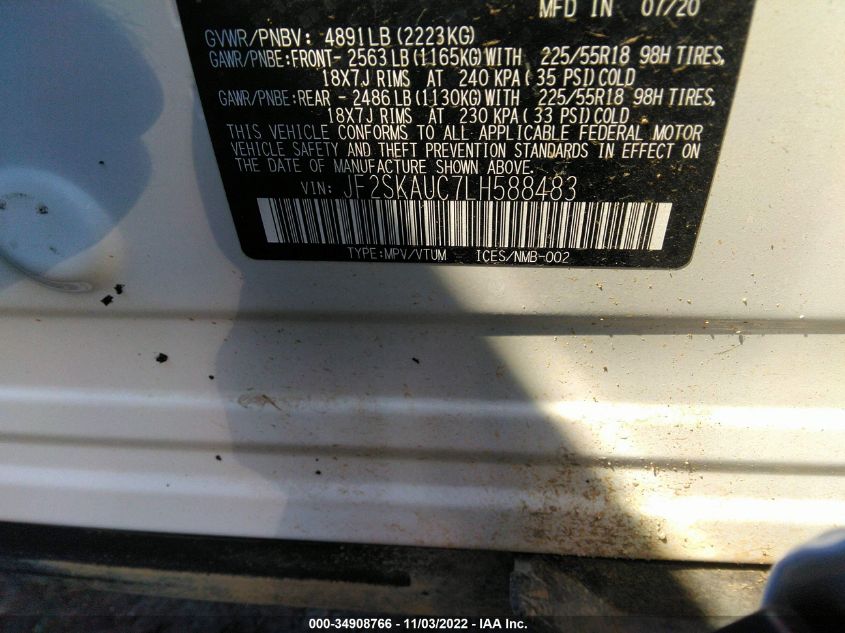 MFD IN 07/20
GVWR/PNBV: 4891LB (2223KG)
GAWR/PNBE:FRONT- 2563 LB (1165KG)WITH 225/55R18 98H TIRES,
18X7J RIMS AT 240 KPA (35 PSI)COLD
GAWR/PNBE:REAR - 2486 LB (1130KG)WITH 225/55R18 98H TIRES,
18X7J RIMS AT 230 KPA (33 PSI)COLD
THIS VEHICLE CONFORMS TO ALL APPLICABLE FEDERAL MOTOR
VEHICLE SAFETY AND THEFT PREVENTION STANDARDS IN EFFECT ON
THE DATE OF MANUFACTURE SHOWN ABOVE.
VIN: JF2SKAUC7LH588483
TYPE:MPV/VTUM ICES/NMB-002
000-34908766 - 11/03/2022 - IAAI Inc.